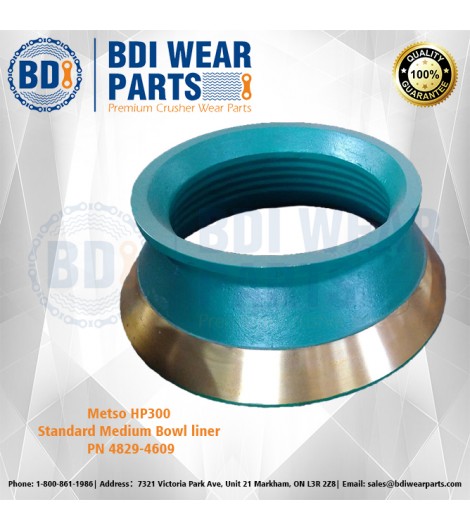 BDI
BDI WEAR
PARTS
Premium Crusher Wear Parts
QUALITY
100%
GUARANTEE
BDI WEAR
BDI PARTS
Metso HP300
Standard Medium Bowl liner
PN 4829-4609
Phone: 1-800-861-1986| Address: 7321 Victoria Park Ave, Unit 21 Markham, ON L3R 2Z8| Email: sales@bdiwearparts.com